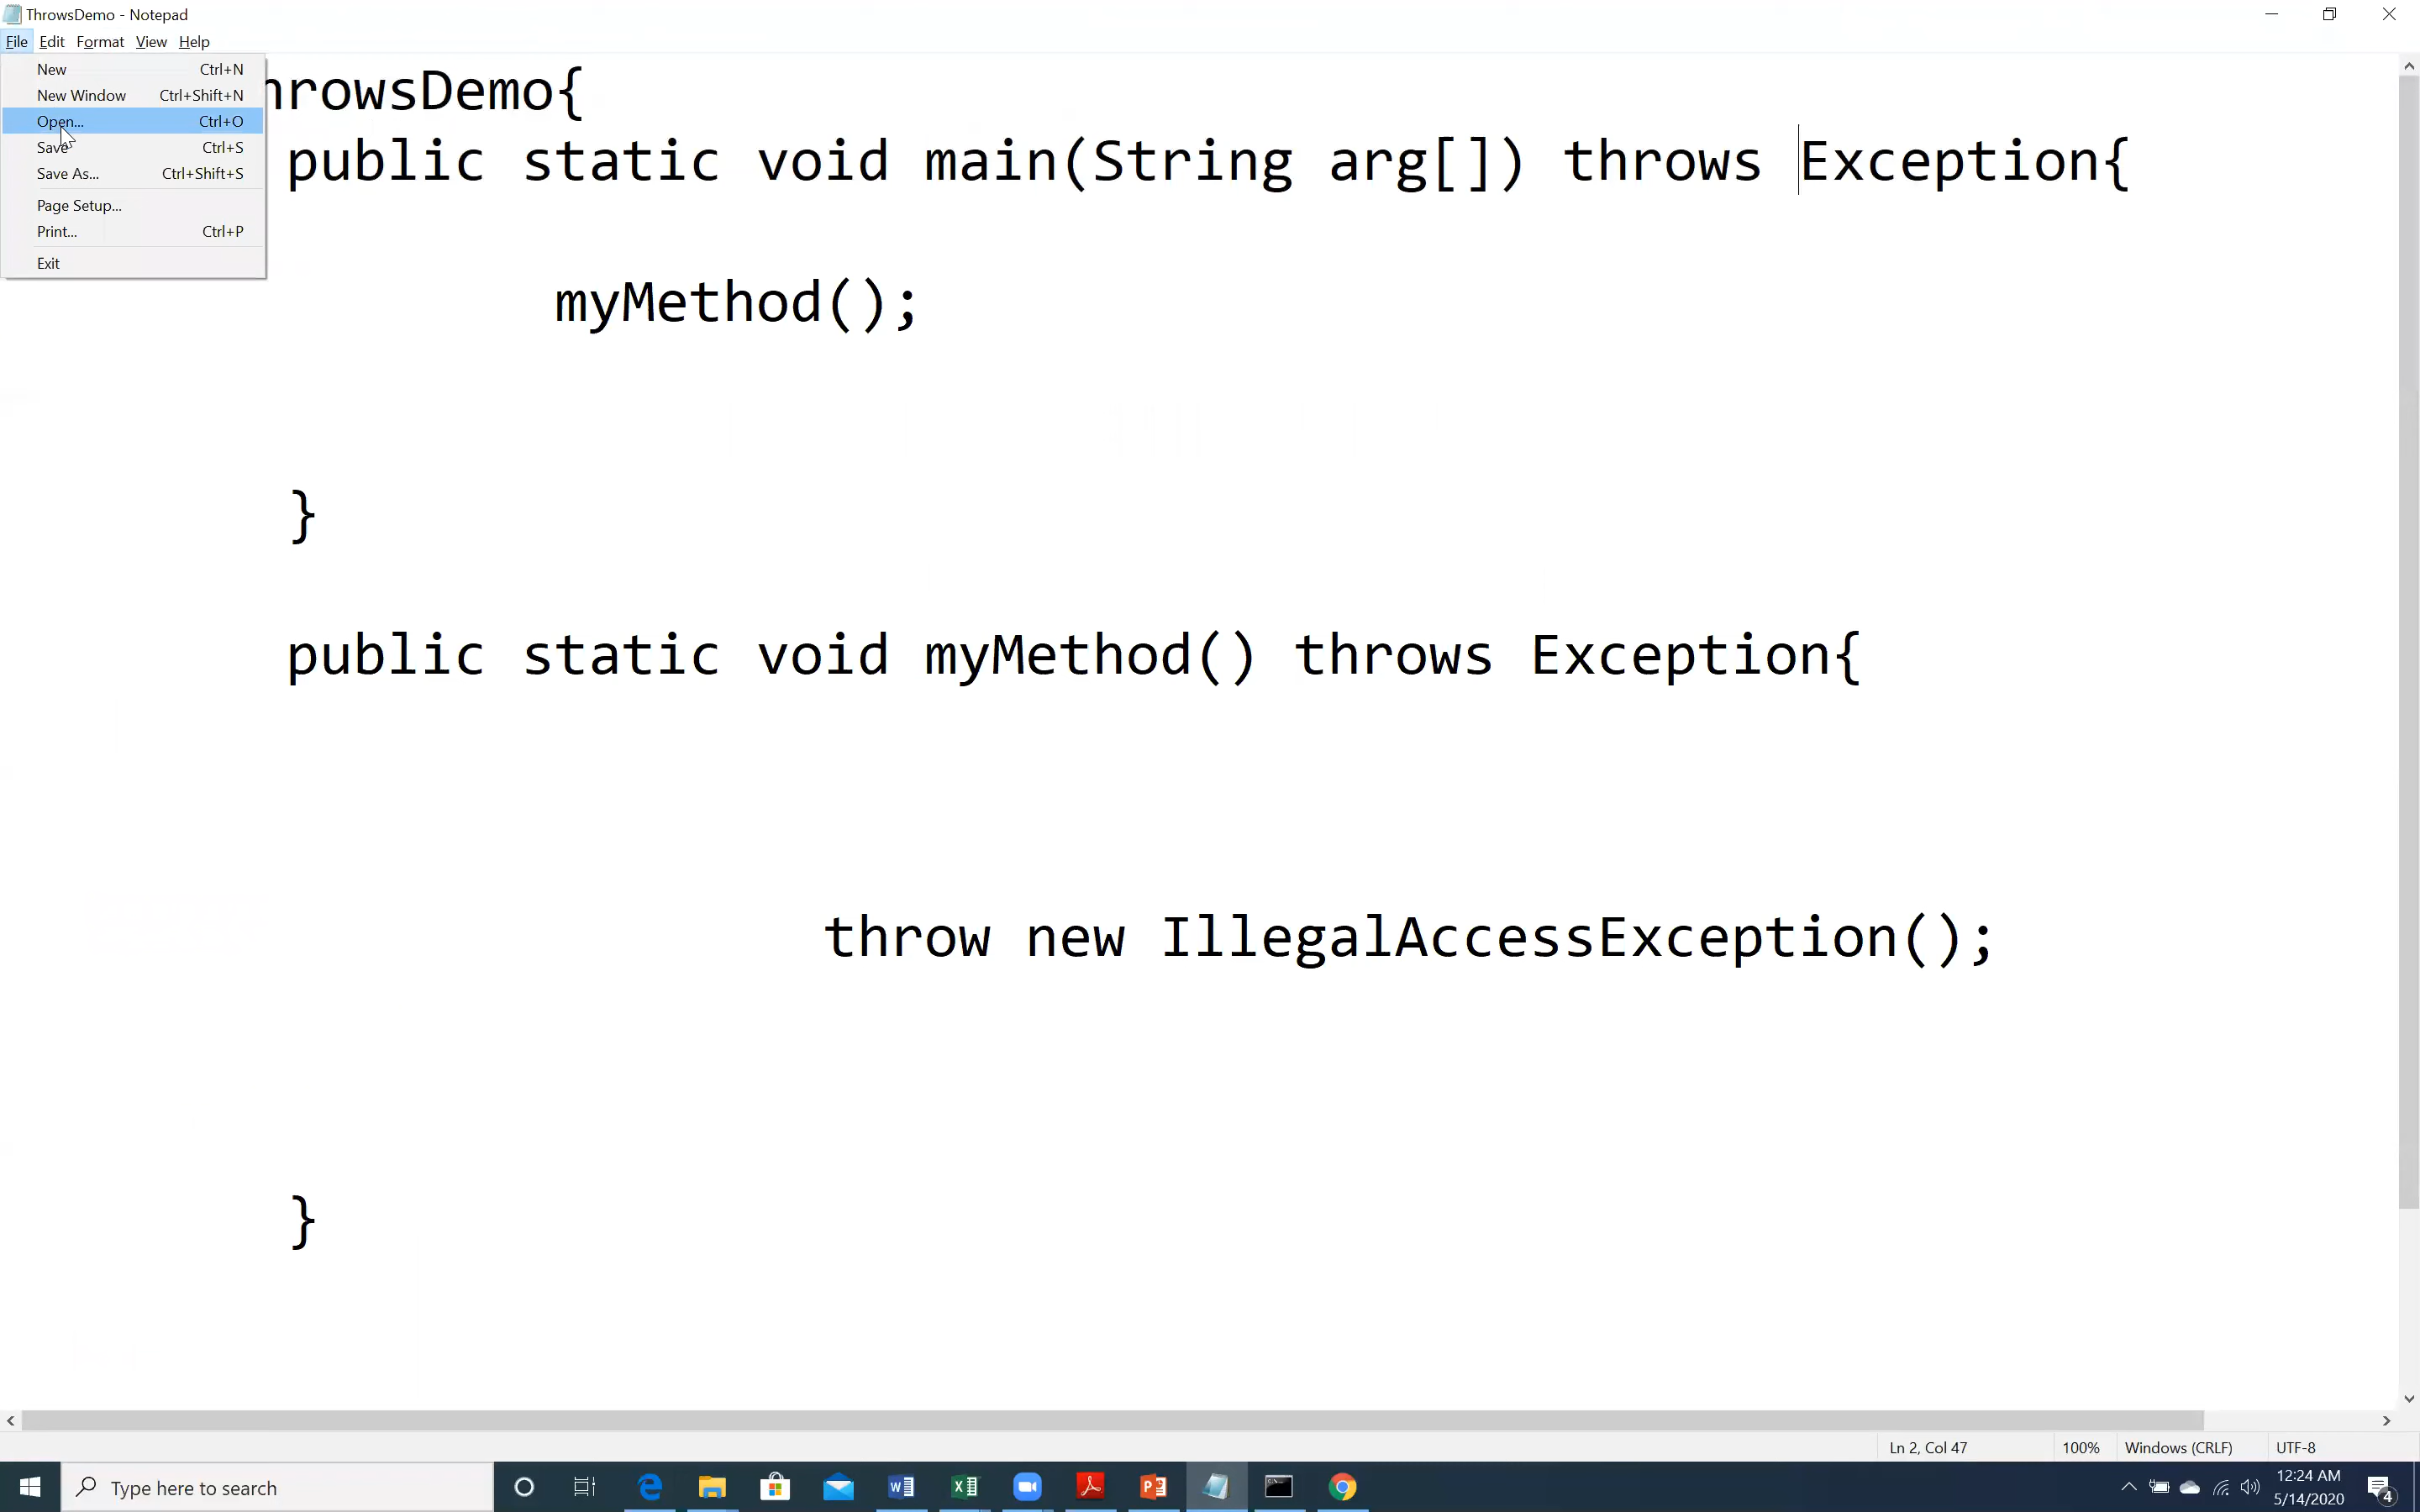 ThrowsDemo - Notepad
File Edit Format View Help
New Ctrl+N
New Window Ctrl+Shift+N
Open... Ctrl+O
Save Ctrl+S
Save As... Ctrl+Shift+S
Page Setup...
Print... Ctrl+P
Exit
hrowsDemo{
public static void main(String arg[]) throws Exception{
myMethod();
}
public static void myMethod() throws Exception{
throw new IllegalAccessException();
}
Ln 2, Col 47 100% Windows (CRLF) UTF-8
Type here to search
12:24 AM
5/14/2020
4